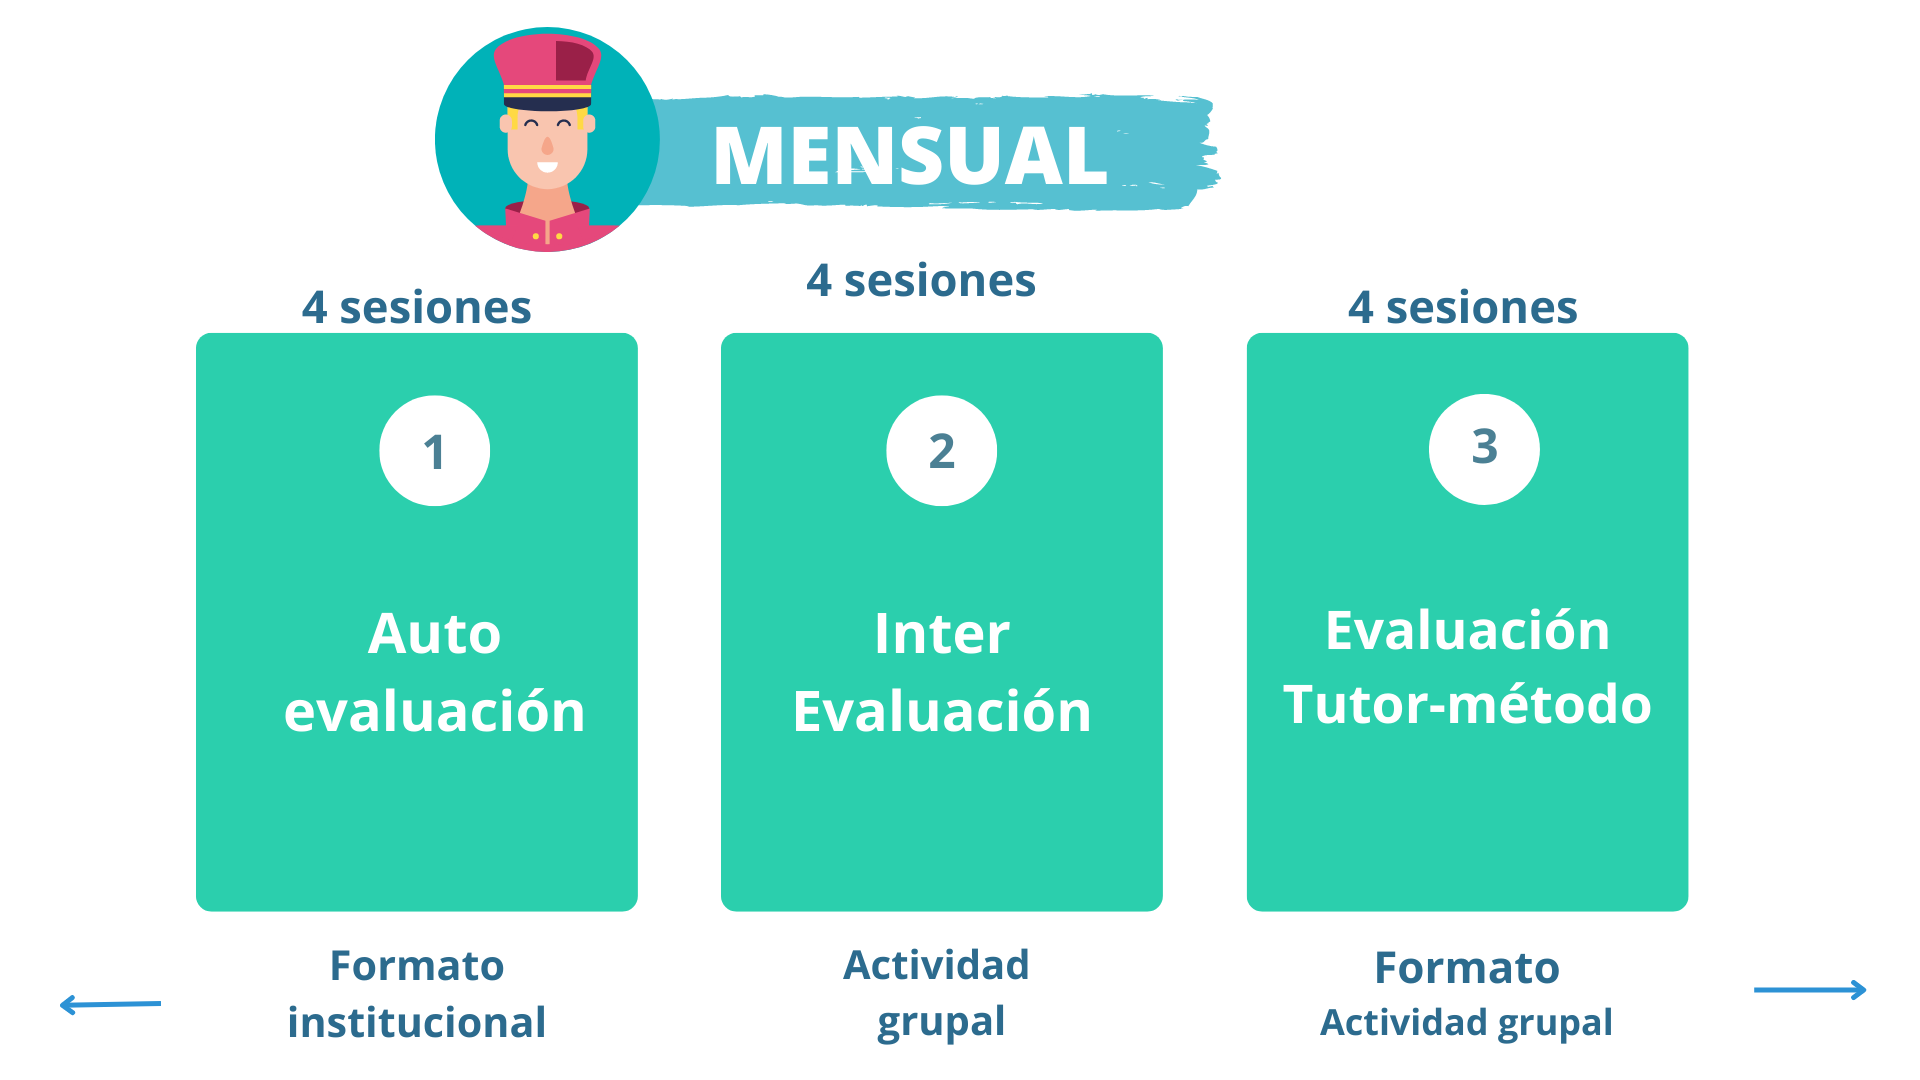 MENSUAL
4 sesiones
4 sesiones
4 sesiones
1
Auto
evaluación
2
Inter
Evaluación
3
Evaluación
Tutor-método
Formato
institucional
Actividad
grupal
Formato
Actividad grupal